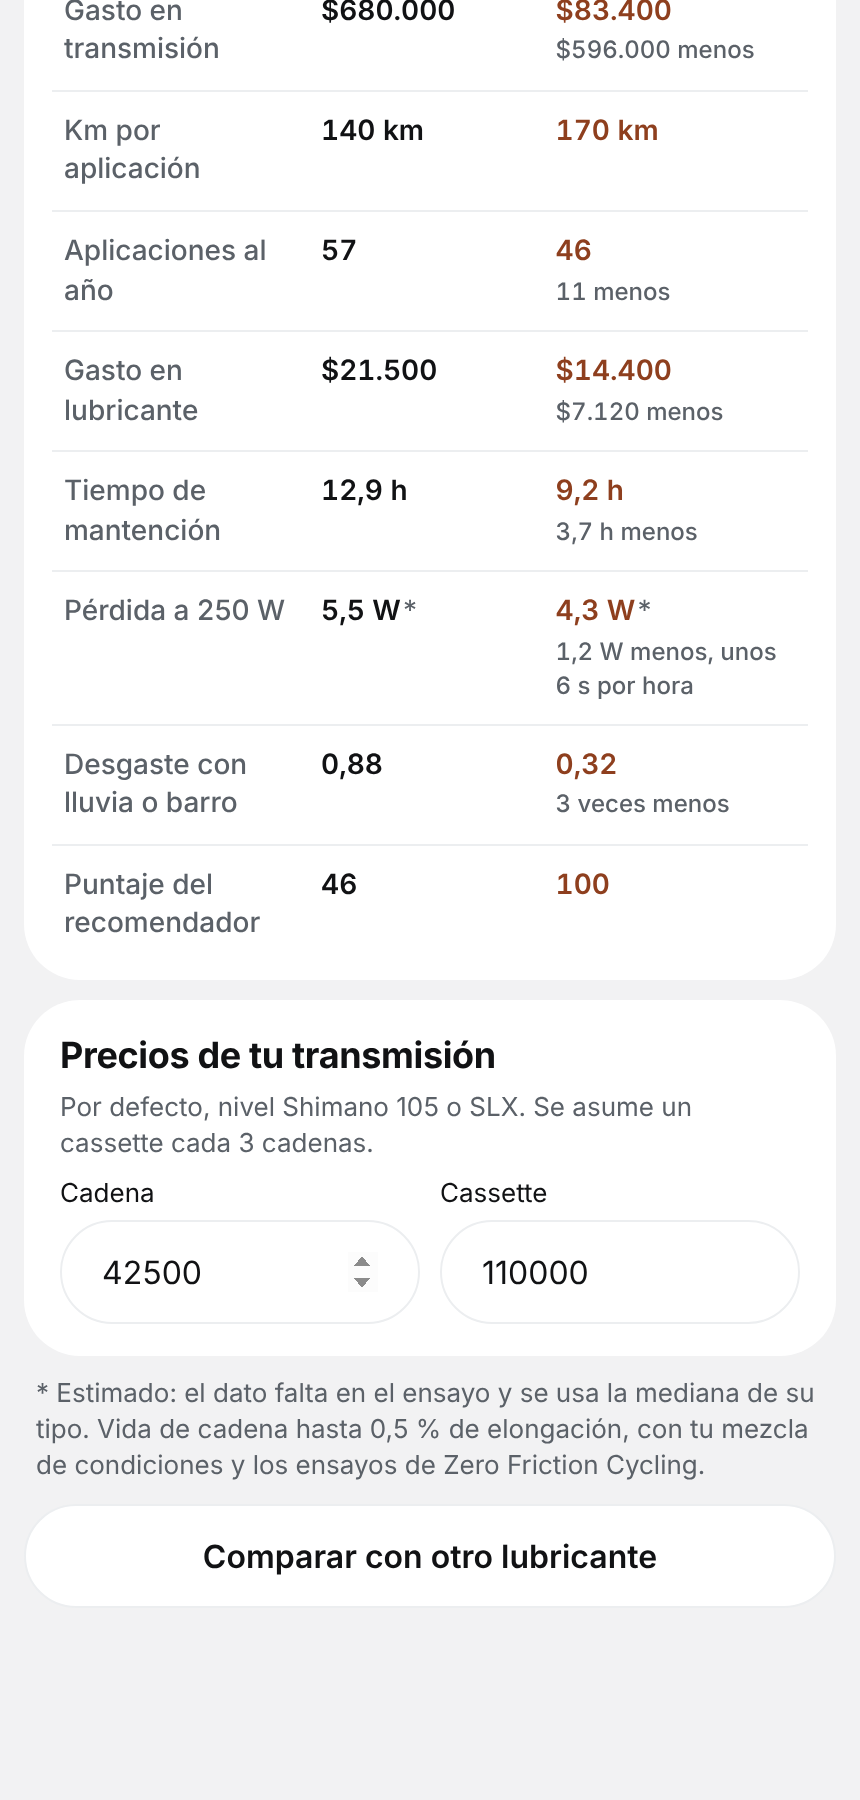 Gasto en $680.000 $83.400
transmisión $596.000 menos
Km por 140 km 170 km
aplicación
Aplicaciones al 57 46
año 11 menos
Gasto en $21.500 $14.400
lubricante $7.120 menos
Tiempo de 12,9 h 9,2 h
mantención 3,7 h menos
Pérdida a 250 W 5,5 W* 4,3 W*
1,2 W menos, unos
6 s por hora
Desgaste con 0,88 0,32
lluvia o barro 3 veces menos
Puntaje del 46 100
recomendador
Precios de tu transmisión
Por defecto, nivel Shimano 105 o SLX. Se asume un
cassette cada 3 cadenas.
Cadena Cassette
42500 110000
* Estimado: el dato falta en el ensayo y se usa la mediana de su
tipo. Vida de cadena hasta 0,5 % de elongación, con tu mezcla
de condiciones y los ensayos de Zero Friction Cycling.
Comparar con otro lubricante